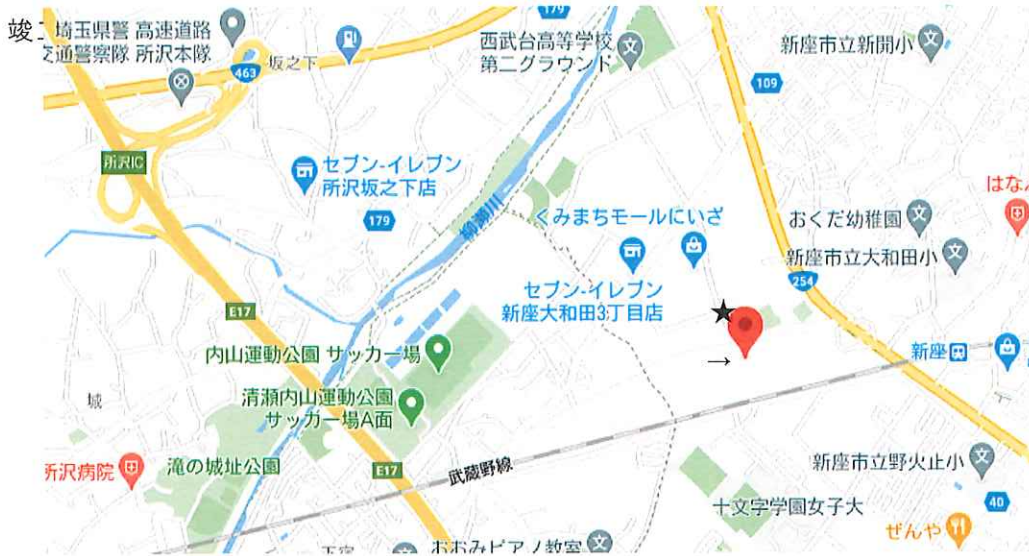 竣
埼玉県警 高速道路
交通警察隊 所沢本隊
463
坂之下
179
西武台高等学校
第二グラウンド
新座市立新開小
109
所沢IC
セブン-イレブン
所沢坂之下店
179
柳瀬川
くみまちモールにいざ
おくだ幼稚園
はな
新座市立大和田小
254
セブン-イレブン
新座大和田3丁目店
★
→
E17
新座
内山運動公園 サッカー場
清瀬内山運動公園
サッカー場A面
城
所沢病院
滝の城址公園
E17
武蔵野線
新座市立野火止小
十文字学園女子大
40
ぜんや
下宿
おおみピアノ教室